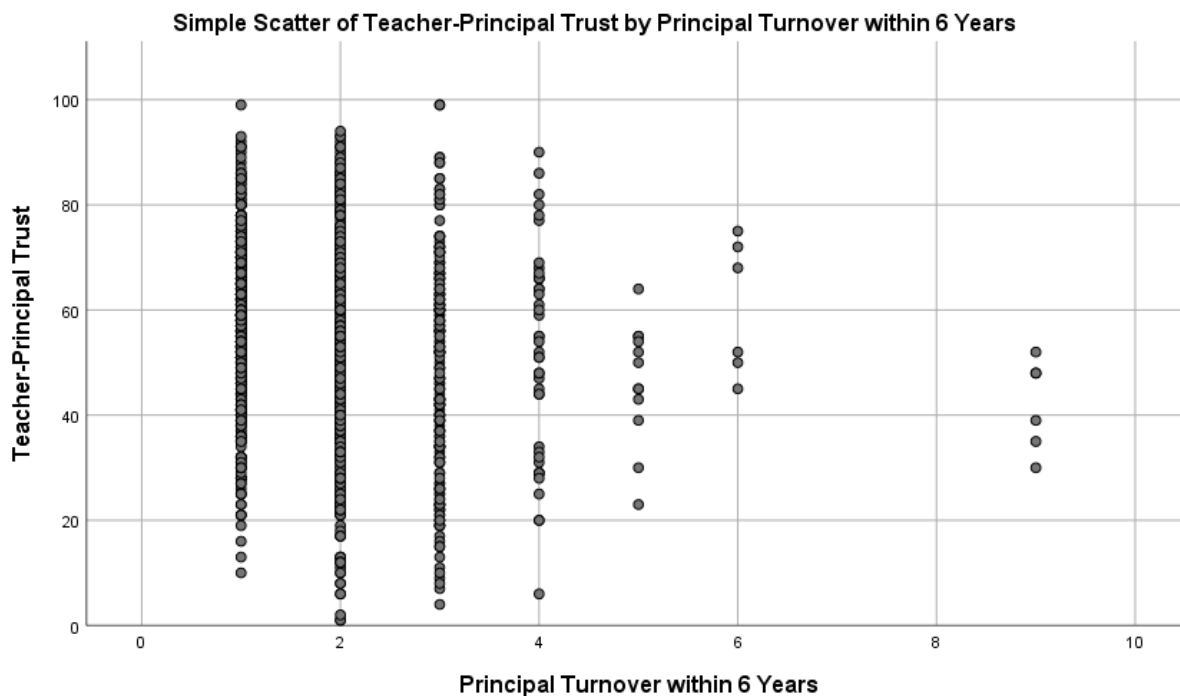 Simple Scatter of Teacher-Principal Trust by Principal Turnover within 6 Years
Teacher-Principal Trust
100
80
60
40
20
0
0 2 4 6 8 10
Principal Turnover within 6 Years